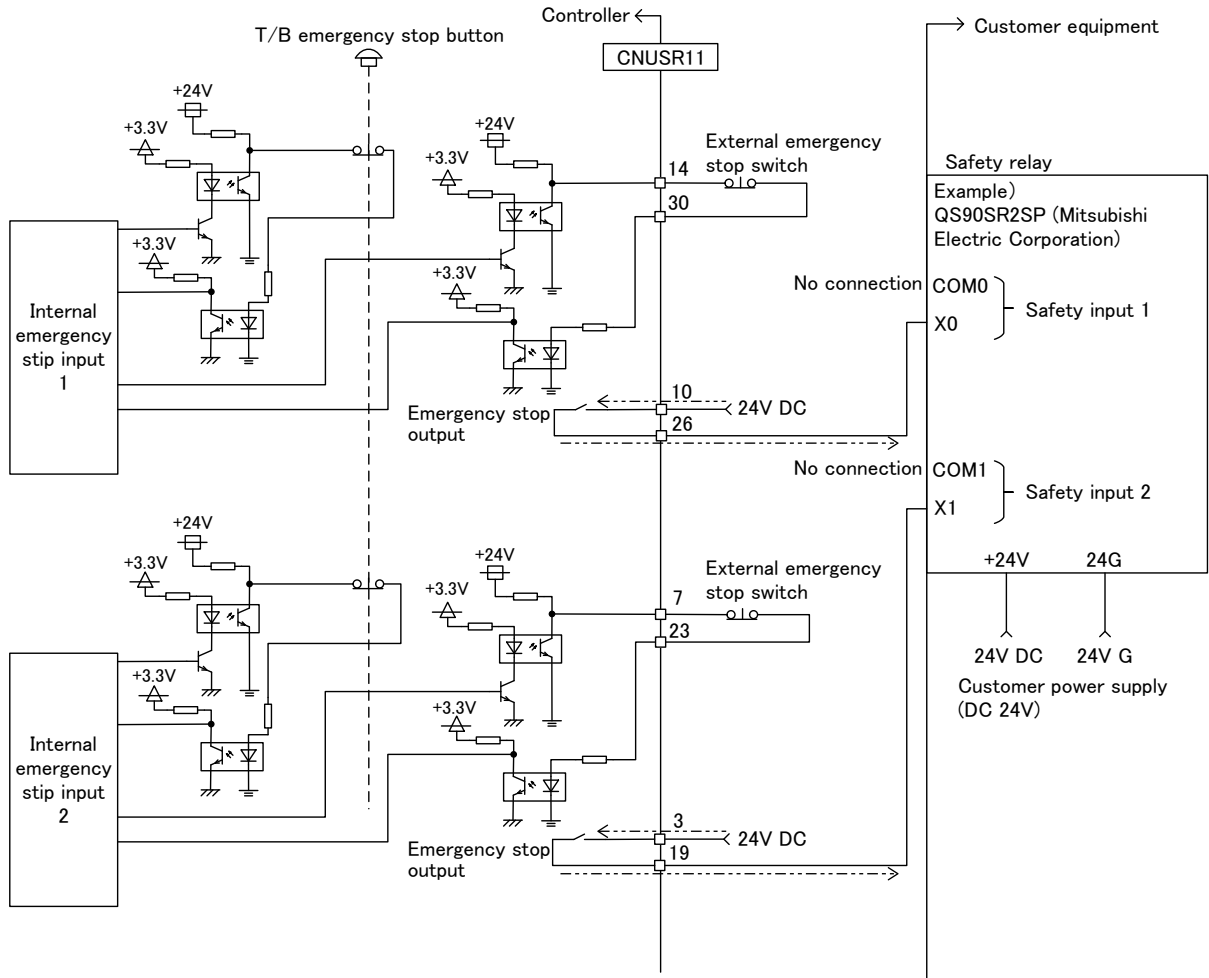 Controller
T/B emergency stop button
Customer equipment
CNUSR11
+24V
+3.3V
+24V
+3.3V
External emergency
stop switch
14
30
Safety relay
Example)
QS90SR2SP (Mitsubishi
Electric Corporation)
+3.3V
+3.3V
No connection
COM0
X0
Safety input 1
Internal
emergency
stip input
1
10
24V DC
Emergency stop
output
26
No connection
COM1
X1
Safety input 2
+24V
+3.3V
+24V
+3.3V
External emergency
stop switch
7
23
+24V
24G
24V DC
24V G
Customer power supply
(DC 24V)
+3.3V
+3.3V
Internal
emergency
stip input
2
3
24V DC
Emergency stop
output
19